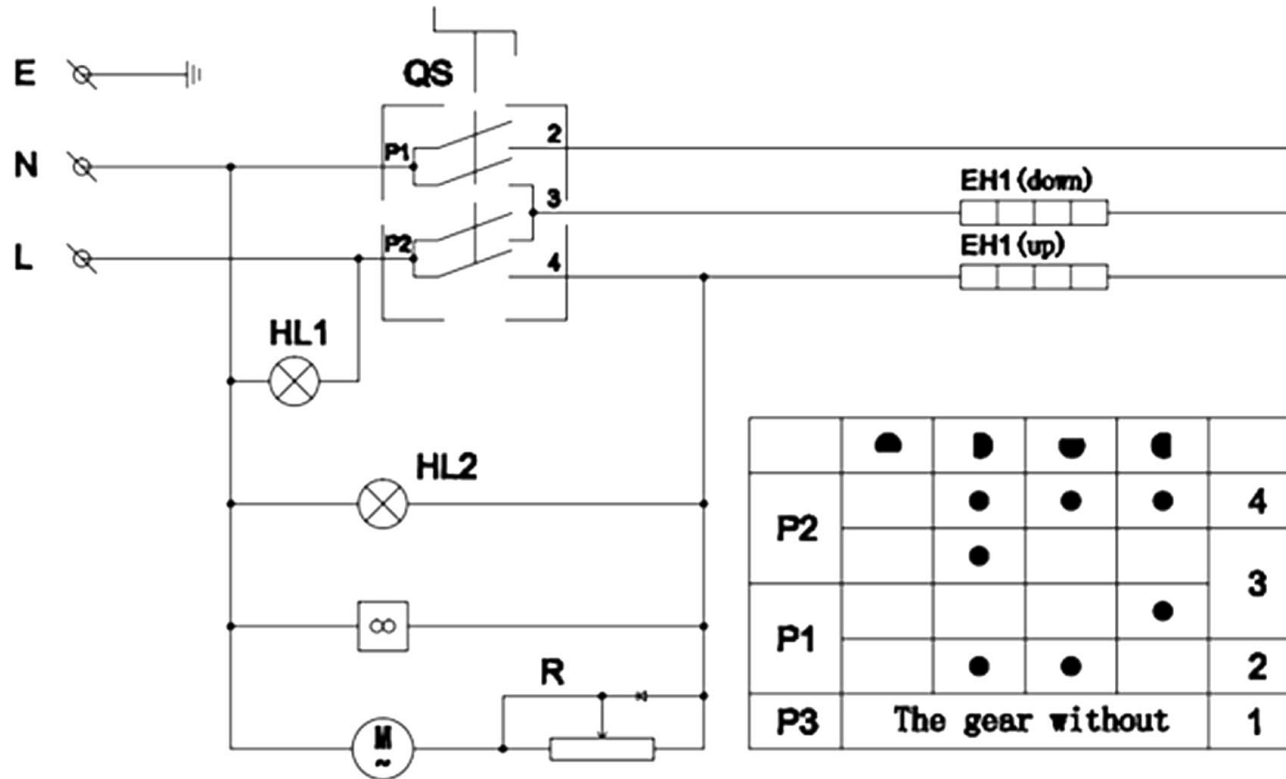 E
QS
N
P1
2
3
EH1(down)
L
P2
4
EH1(up)
HL1
HL2
R
M
~
P2
4
3
P1
2
P3 The gear without 1